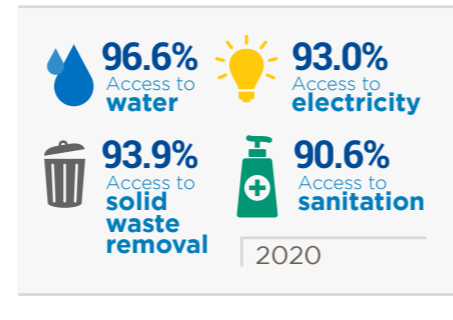 96.6%
Access to
water
93.0%
Access to
electricity
93.9%
Access to
solid
waste
removal
90.6%
Access to
sanitation
2020